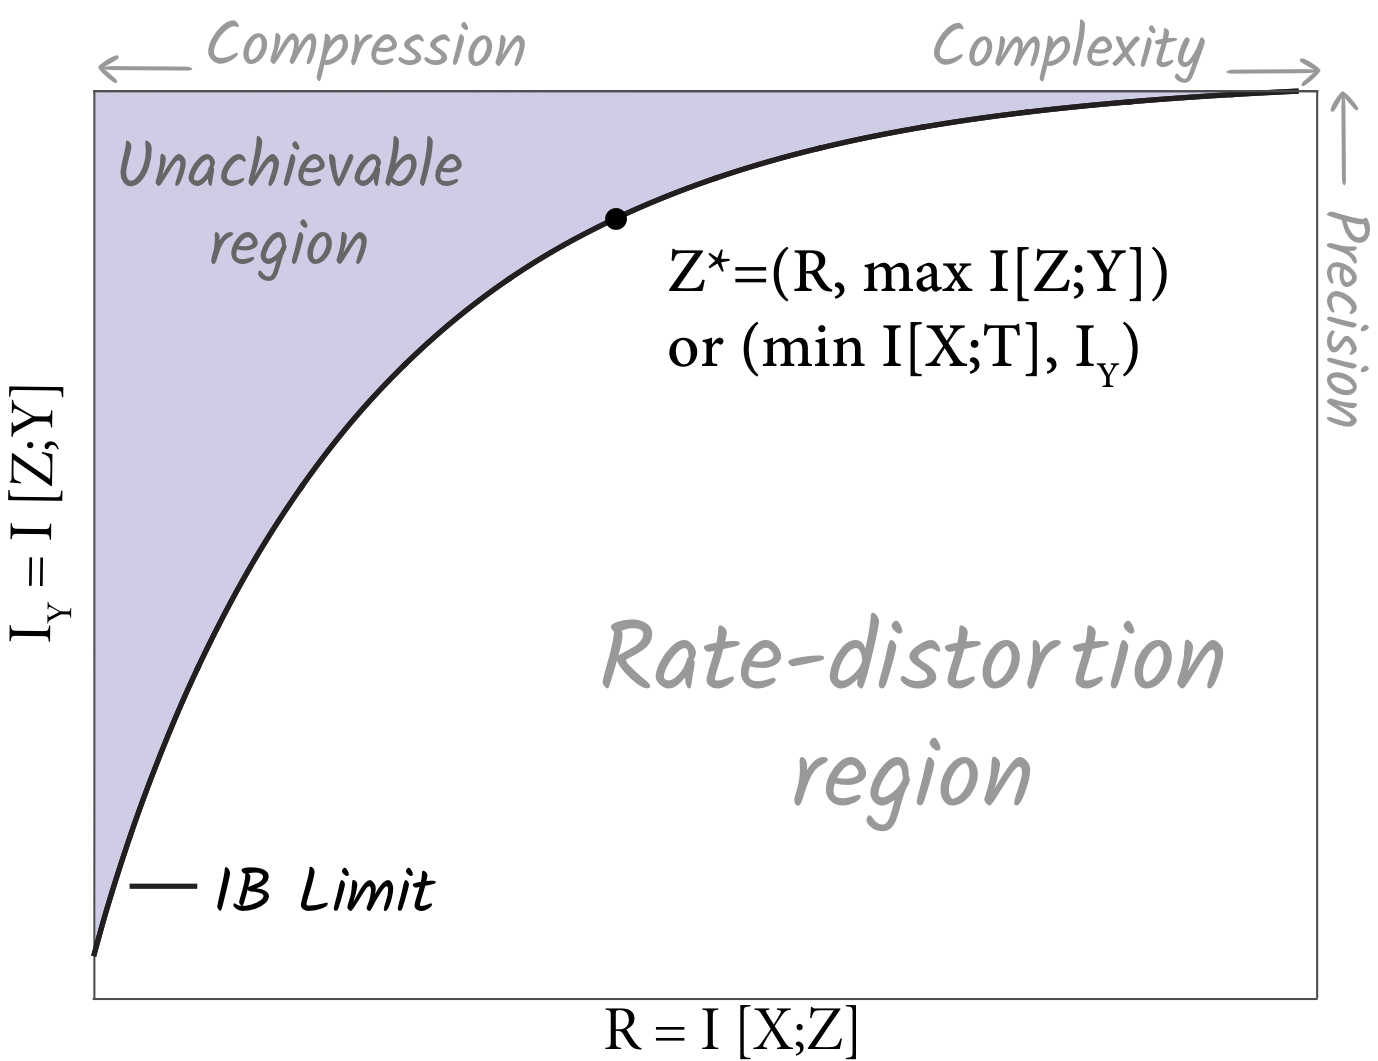 Compression
Complexity
Unachievable
region
Precision
Z*=(R, max I[Z;Y])
or (min I[X;T], I_Y)
I_Y = I [Z;Y]
Rate-distortion
region
IB Limit
R = I [X;Z]